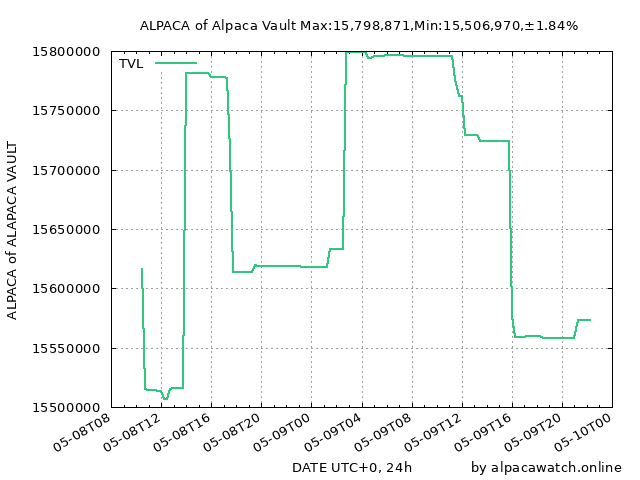 ALPACA of Alpaca Vault Max:15,798,871,Min:15,506,970,±1.84%
TVL
ALPACA of ALAPACA VAULT
15800000
15750000
15700000
15650000
15600000
15550000
15500000
05-08T08
05-08T12
05-08T16
05-08T20
05-09T00
05-09T04
05-09T08
05-09T12
05-09T16
05-09T20
05-10T00
DATE UTC+0, 24h
by alpacawatch.online